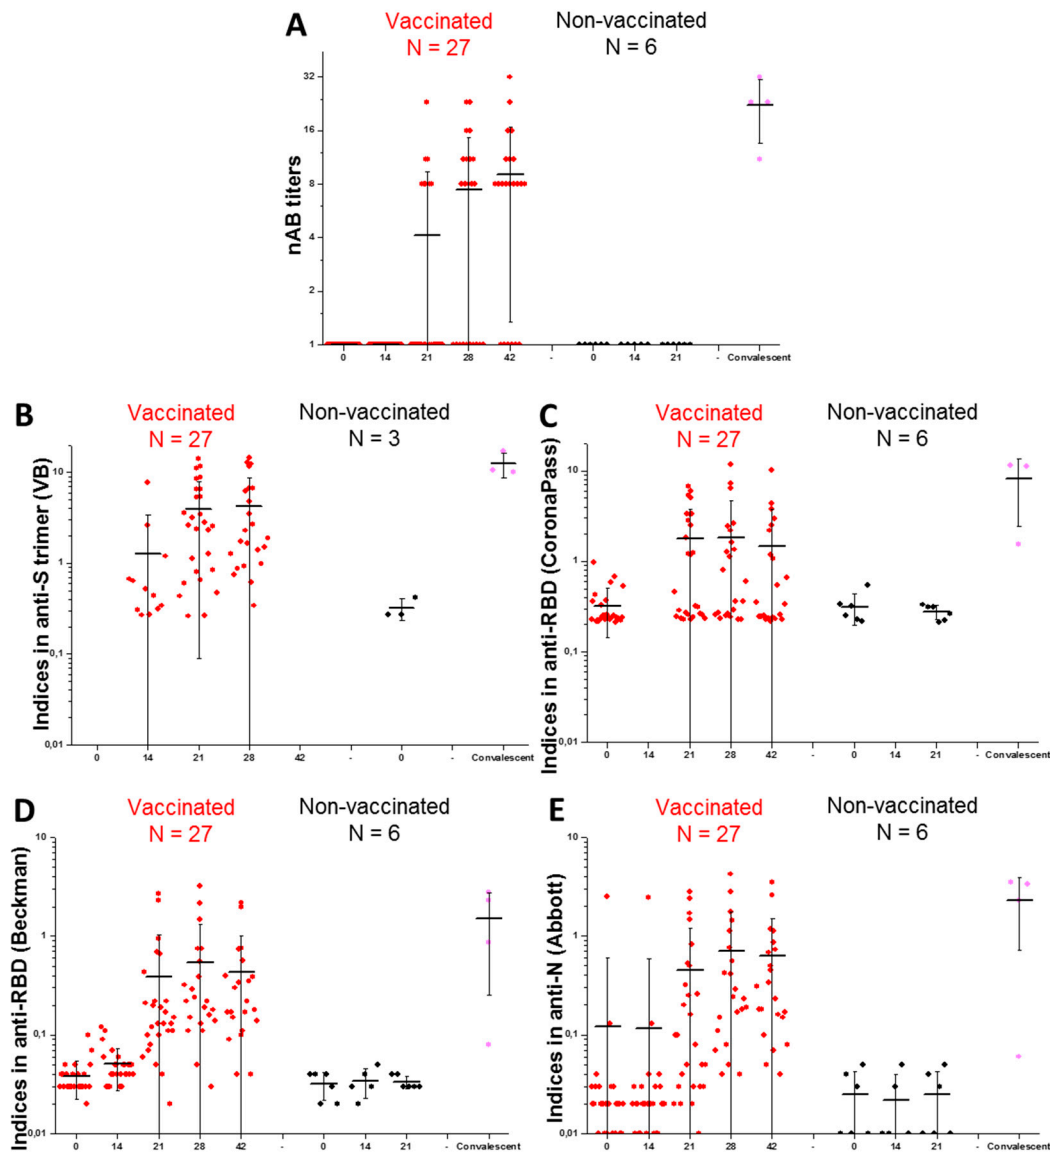 A
Vaccinated
N = 27
Non-vaccinated
N = 6
nAB titers
32
16
8
4
2
1
0 14 21 28 42 - 0 14 21 - Convalescent
B
Vaccinated
N = 27
Non-vaccinated
N = 3
Indices in anti-S trimer (VB)
10
1
0,1
0,01
0 14 21 28 42 - 0 - Convalescent
C
Vaccinated
N = 27
Non-vaccinated
N = 6
Indices in anti-RBD (CoronaPass)
10
1
0,1
0,01
0 14 21 28 42 - 0 14 21 - Convalescent
D
Vaccinated
N = 27
Non-vaccinated
N = 6
Indices in anti-RBD (Beckman)
10
1
0,1
0,01
0 14 21 28 42 - 0 14 21 - Convalescent
E
Vaccinated
N = 27
Non-vaccinated
N = 6
Indices in anti-N (Abbott)
10
1
0,1
0,01
0 14 21 28 42 - 0 14 21 - Convalescent